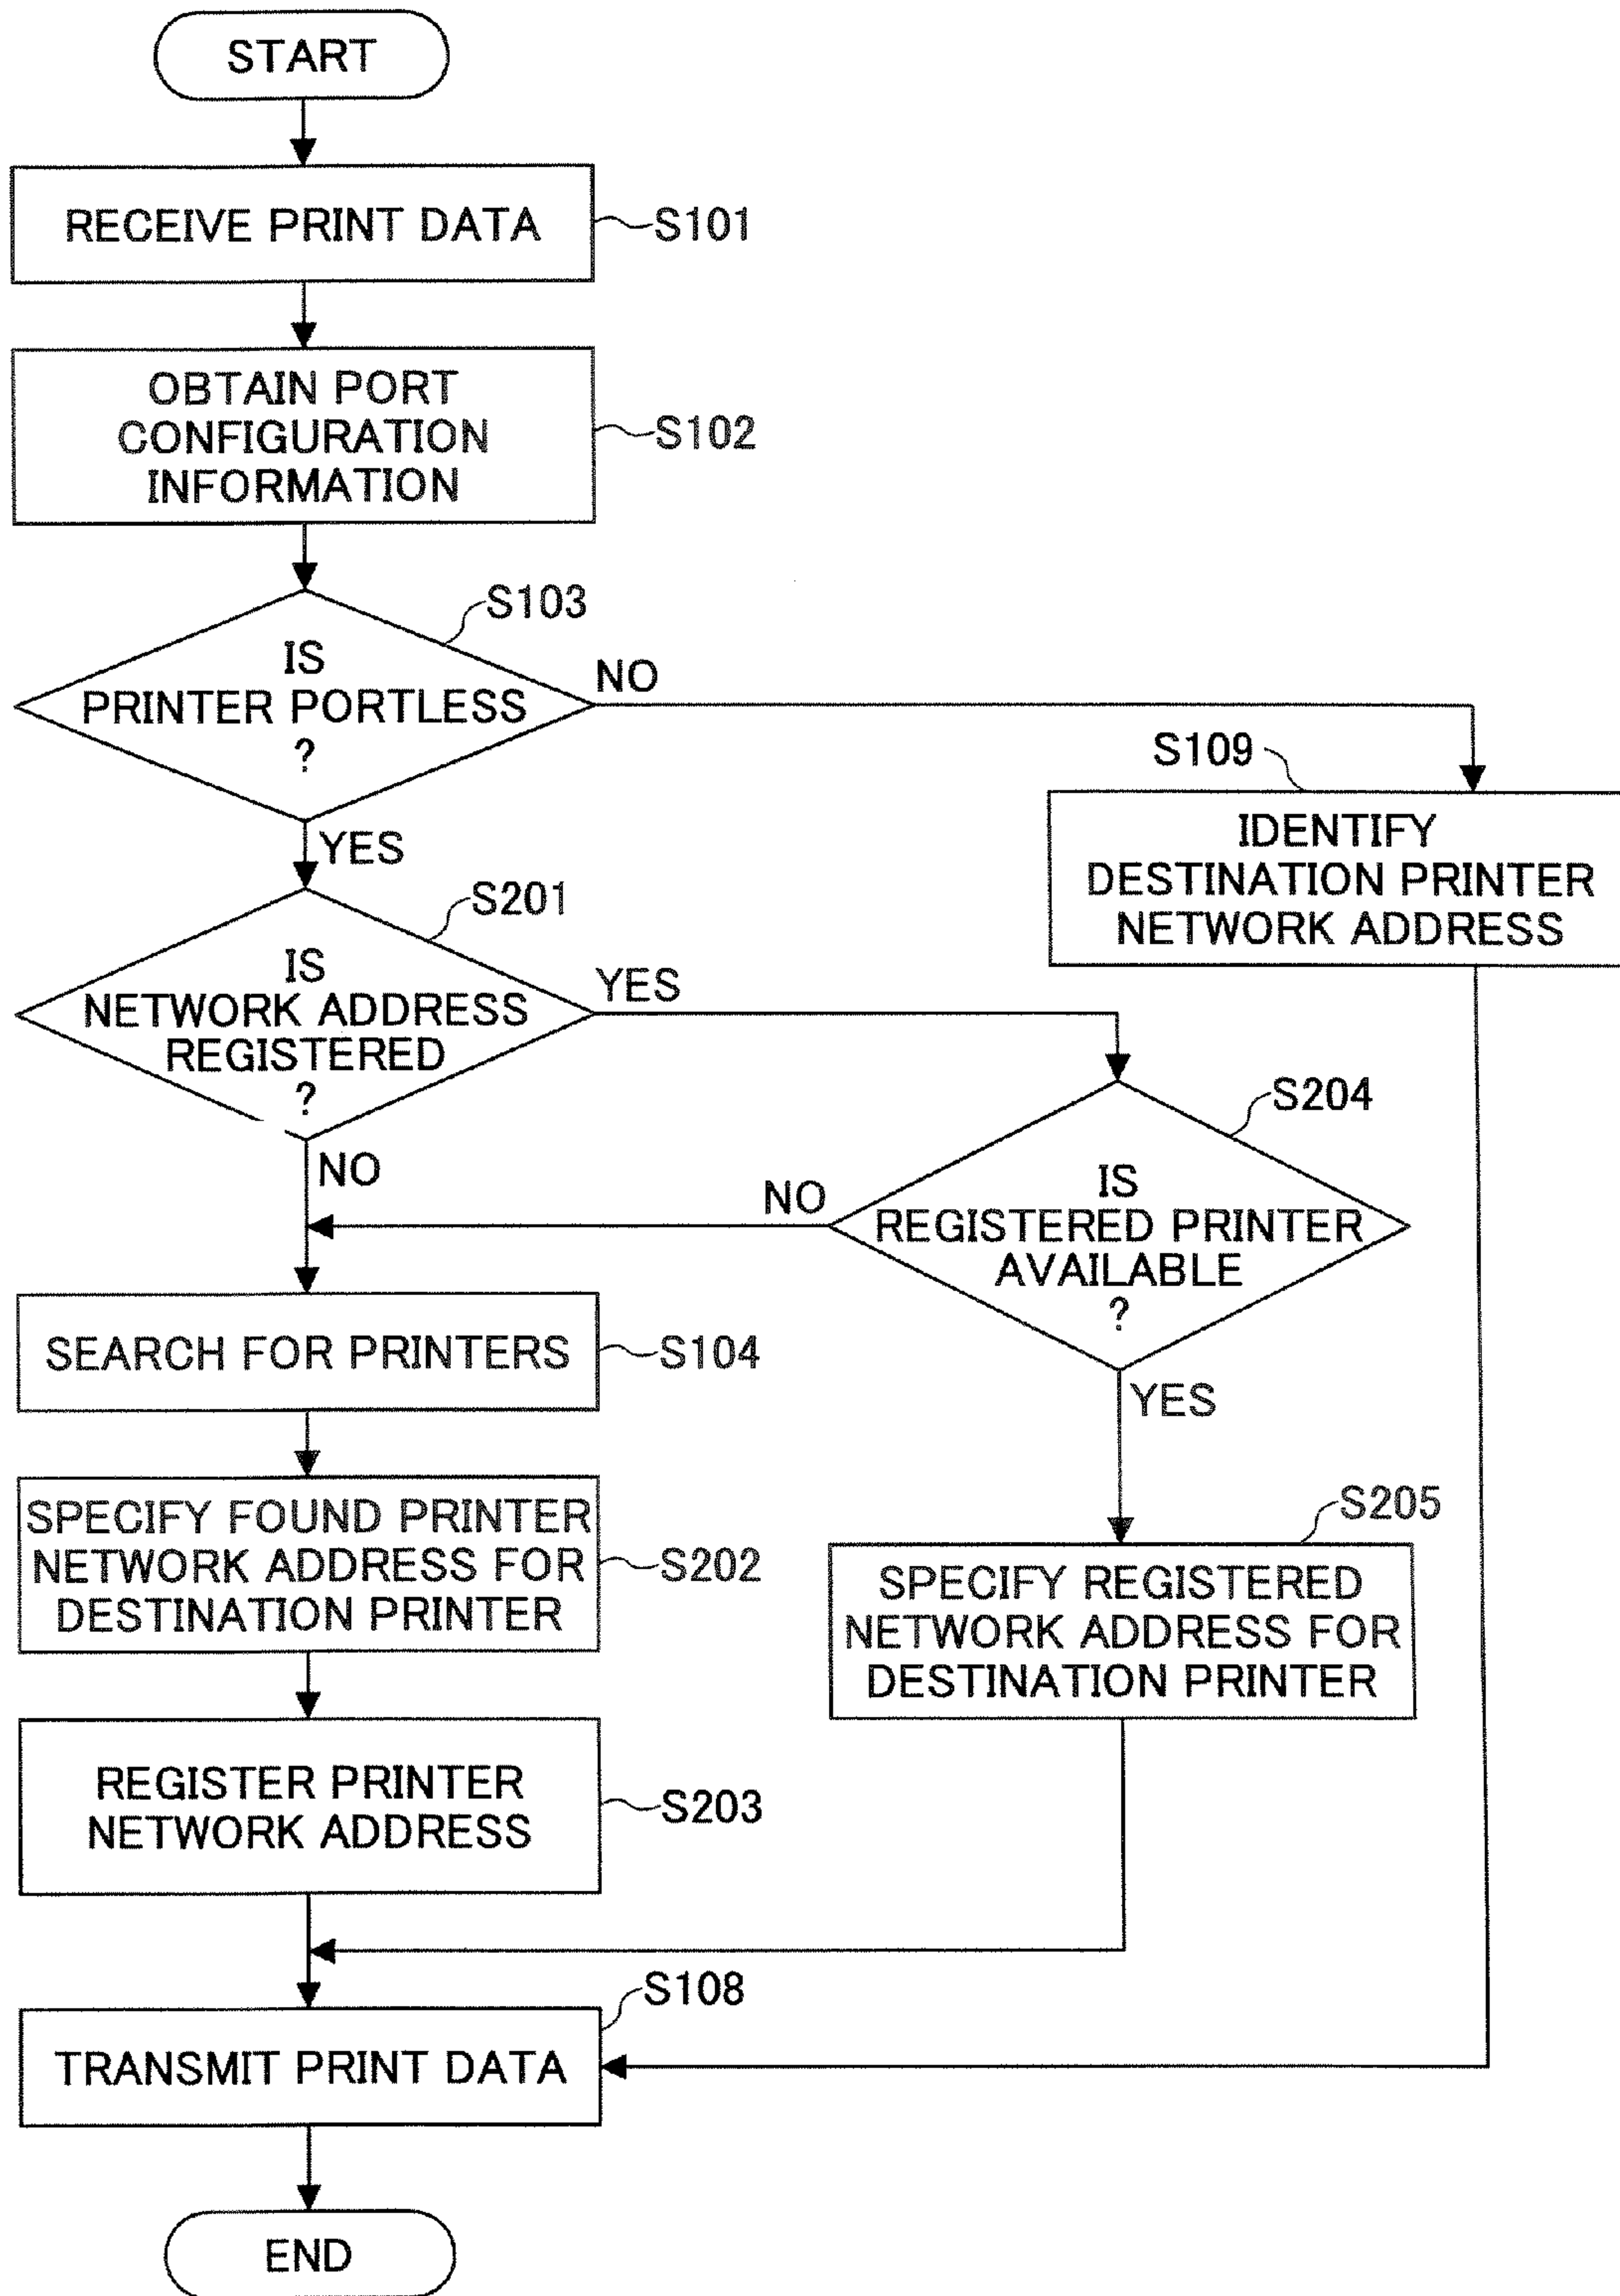 START
RECEIVE PRINT DATA
S101
OBTAIN PORT
CONFIGURATION
INFORMATION
S102
S103
IS
PRINTER PORTLESS
?
NO
YES
S109
IDENTIFY
DESTINATION PRINTER
NETWORK ADDRESS
S201
IS
NETWORK ADDRESS
REGISTERED
?
YES
NO
S204
IS
REGISTERED PRINTER
AVAILABLE
?
NO
YES
SEARCH FOR PRINTERS
S104
SPECIFY FOUND PRINTER
NETWORK ADDRESS FOR
DESTINATION PRINTER
S202
S205
SPECIFY REGISTERED
NETWORK ADDRESS FOR
DESTINATION PRINTER
REGISTER PRINTER
NETWORK ADDRESS
S203
S108
TRANSMIT PRINT DATA
END